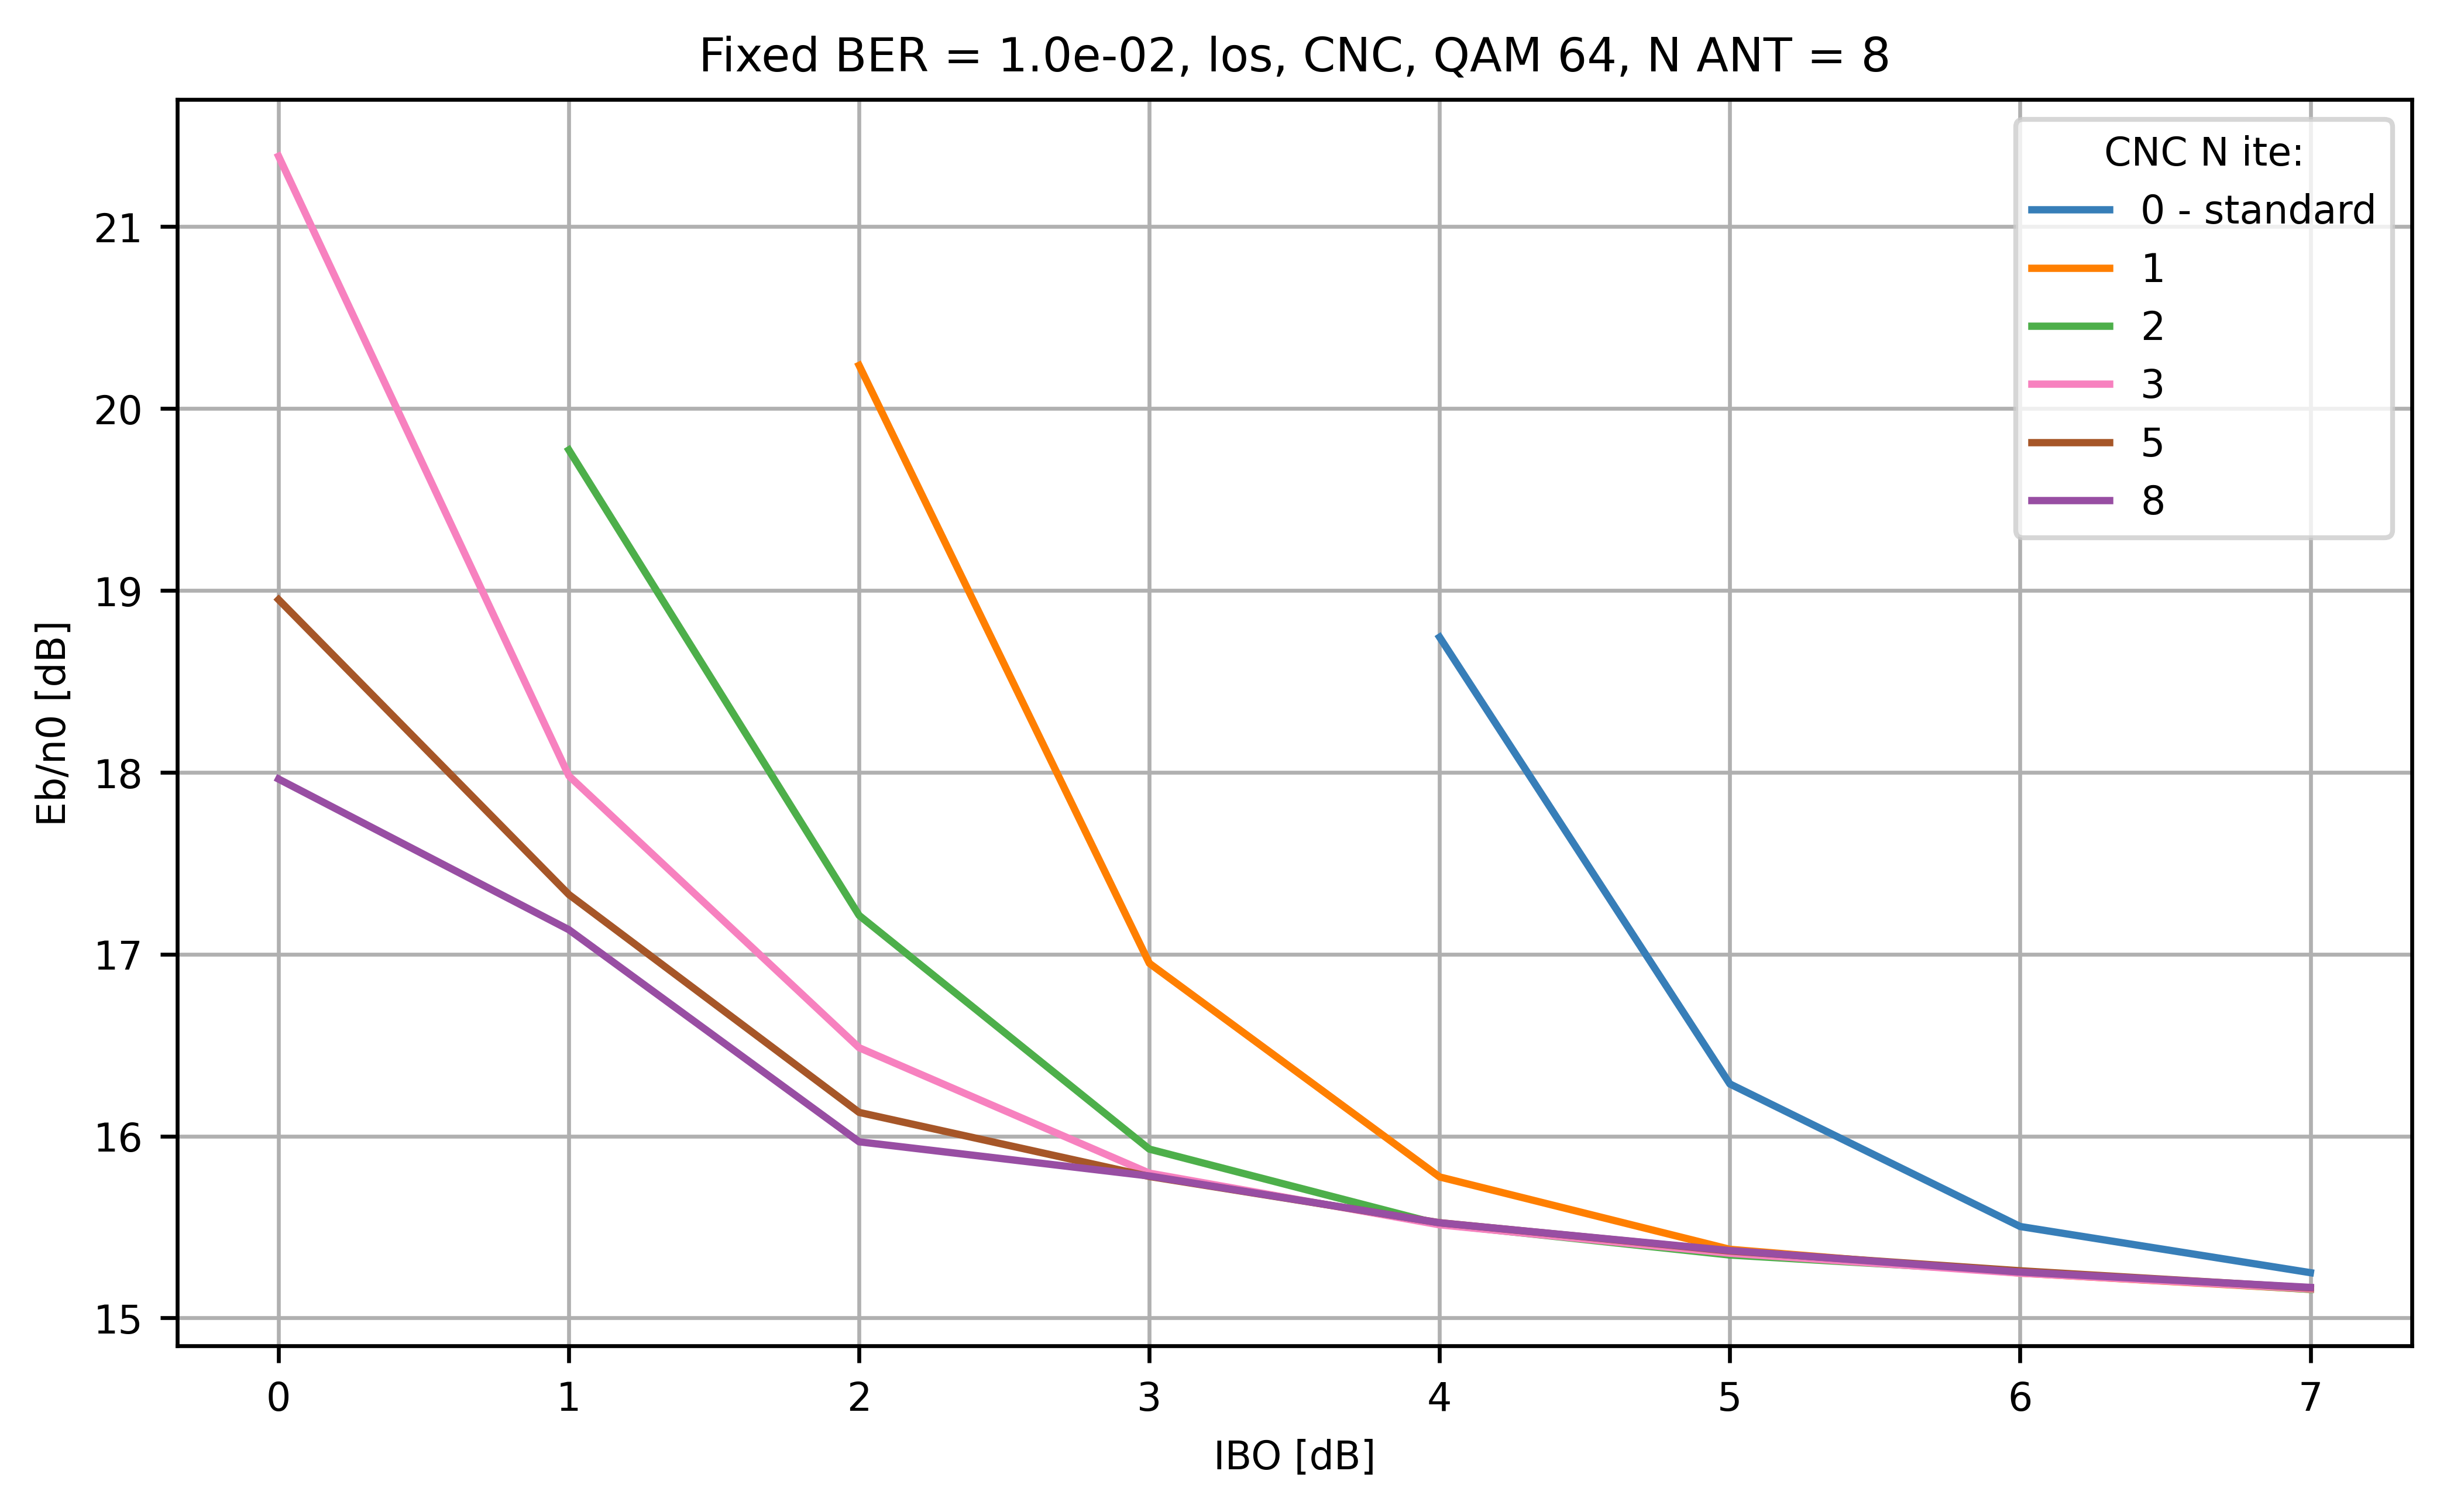 Fixed BER = 1.0e-02, los, CNC, QAM 64, N ANT = 8
CNC N ite:
0 - standard
1
2
3
5
8
21
20
19
18
17
16
15
Eb/n0 [dB]
0 1 2 3 4 5 6 7
IBO [dB]